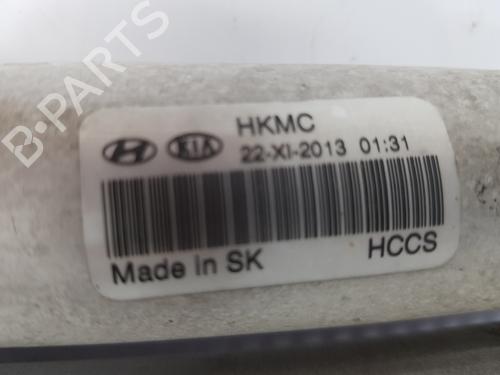 HKMC
KIA
22-XI-2013 01:31
Made in SK
HCCS
B-PARTS